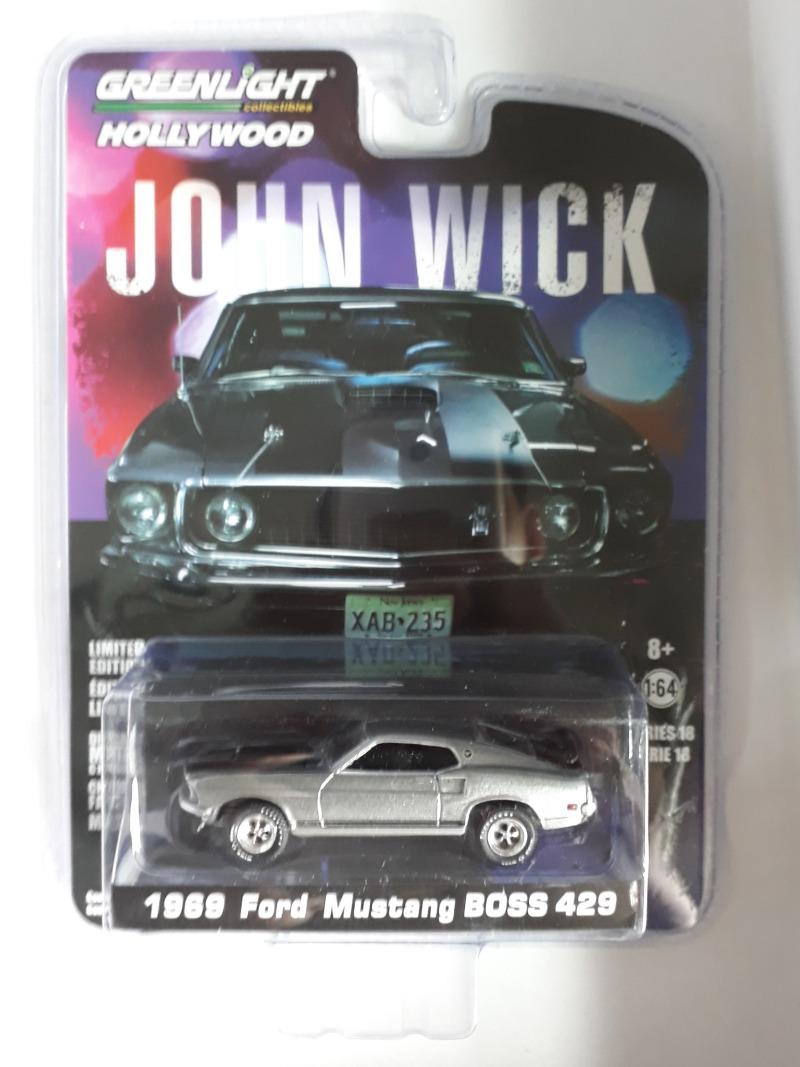 GREENLIGHT
collectibles
HOLLYWOOD
JOHN WICK
New Jersey
XAB•235
LIMITED
EDITION
8+
1:64
1969 Ford Mustang BOSS 429